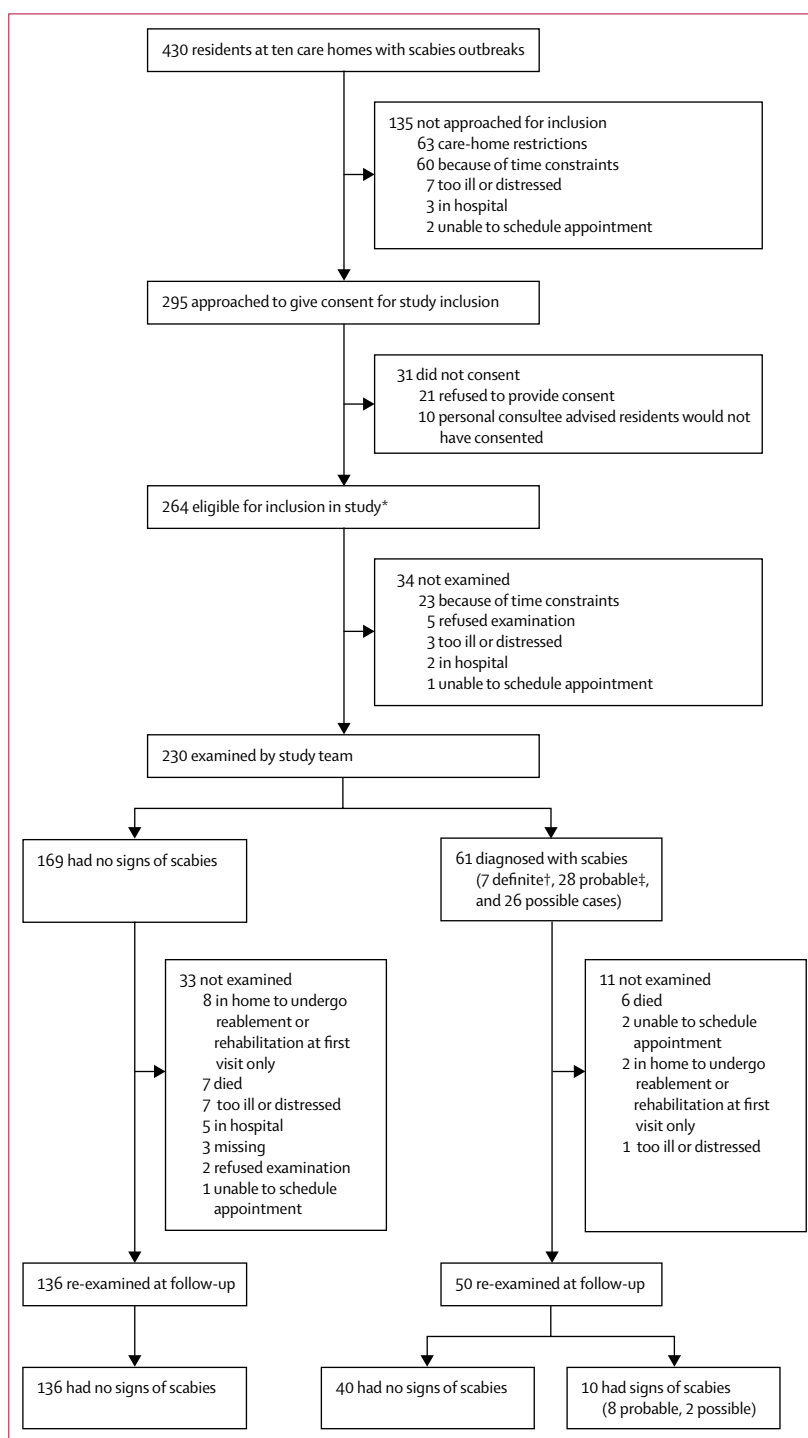 430 residents at ten care homes with scabies outbreaks
135 not approached for inclusion
63 care-home restrictions
60 because of time constraints
7 too ill or distressed
3 in hospital
2 unable to schedule appointment
295 approached to give consent for study inclusion
31 did not consent
21 refused to provide consent
10 personal consultee advised residents would not
have consented
264 eligible for inclusion in study*
34 not examined
23 because of time constraints
5 refused examination
3 too ill or distressed
2 in hospital
1 unable to schedule appointment
230 examined by study team
169 had no signs of scabies
61 diagnosed with scabies
(7 definite†, 28 probable‡,
and 26 possible cases)
33 not examined
8 in home to undergo
reablement or
rehabilitation at first
visit only
7 died
7 too ill or distressed
5 in hospital
3 missing
2 refused examination
1 unable to schedule
appointment
11 not examined
6 died
2 unable to schedule
appointment
2 in home to undergo
reablement or
rehabilitation at first
visit only
1 too ill or distressed
136 re-examined at follow-up
50 re-examined at follow-up
136 had no signs of scabies
40 had no signs of scabies
10 had signs of scabies
(8 probable, 2 possible)